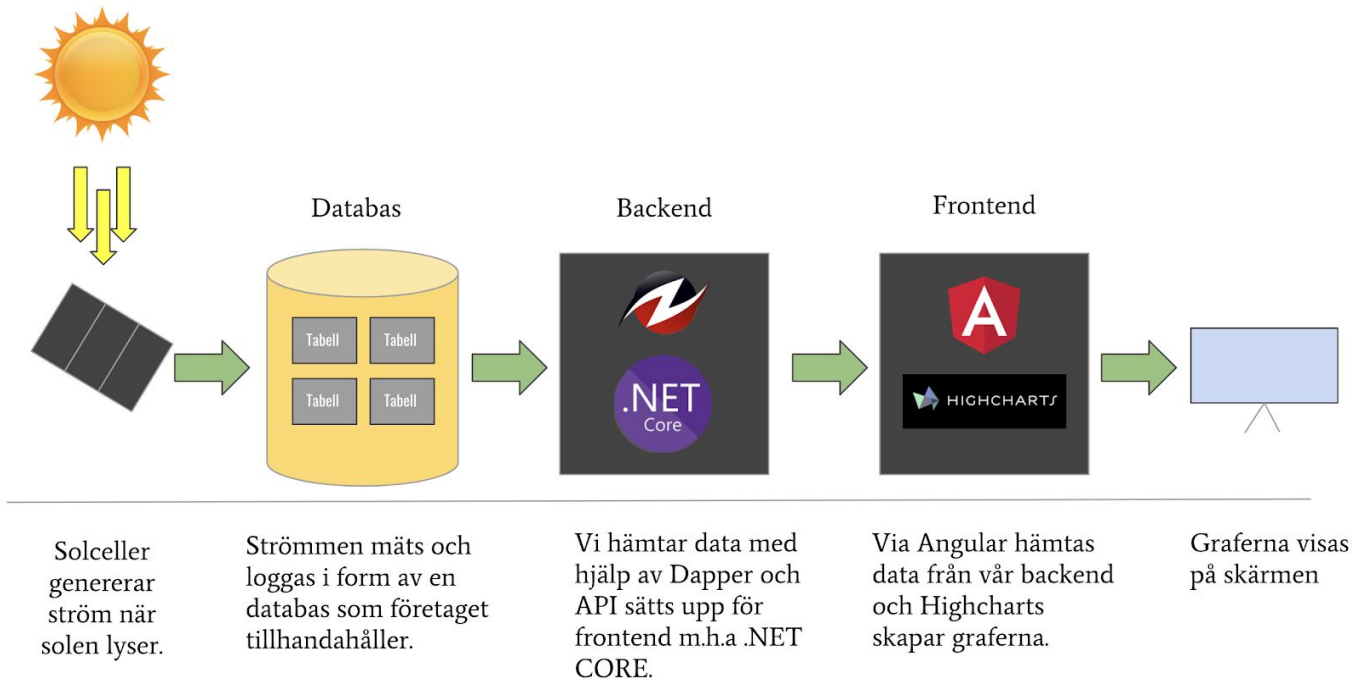 Databas
Backend
Frontend
Tabell
Tabell
Tabell
Tabell
.NET
Core
HIGHCHARTS
Solceller
genererar
ström när
solen lyser.
Strömmen mäts och
loggas i form av en
databas som företaget
tillhandahåller.
Vi hämtar data med
hjälp av Dapper och
API sätts upp för
frontend m.h.a .NET
CORE.
Via Angular hämtas
data från vår backend
och Highcharts
skapar graferna.
Graferna visas
på skärmen